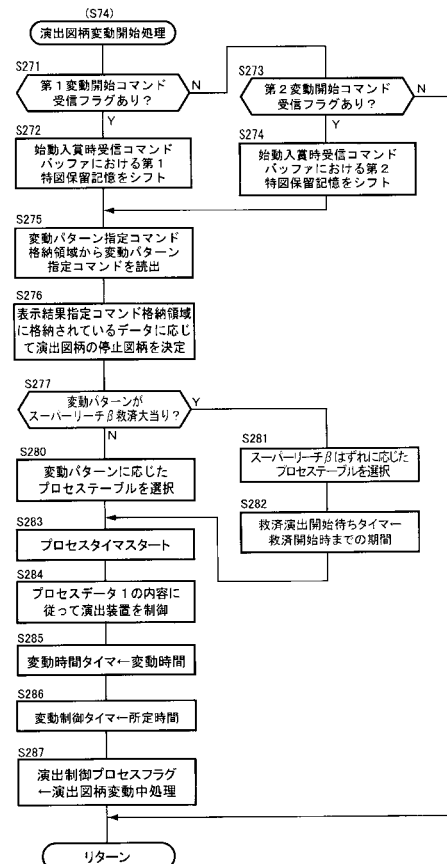 (S74)
演出図柄変動開始処理
S271
第1変動開始コマンド
受信フラグあり?
N
Y
S273
第2変動開始コマンド
受信フラグあり?
N
Y
S272
始動入賞時受信コマンド
バッファにおける第1
特図保留記憶をシフト
S274
始動入賞時受信コマンド
バッファにおける第2
特図保留記憶をシフト
S275
変動パターン指定コマンド
格納領域から変動パターン
指定コマンドを読出
S276
表示結果指定コマンド格納領域
に格納されているデータに応じ
て演出図柄の停止図柄を決定
S277
変動パターンが
スーパーリーチβ救済大当り?
Y
N
S280
変動パターンに応じた
プロセステーブルを選択
S281
スーパーリーチβはずれに応じた
プロセステーブルを選択
S282
救済演出開始待ちタイマー
救済開始時までの期間
S283
プロセスタイマスタート
S284
プロセスデータ1の内容に
従って演出装置を制御
S285
変動時間タイマ←変動時間
S286
変動制御タイマ←所定時間
S287
演出制御プロセスフラグ
←演出図柄変動中処理
リターン